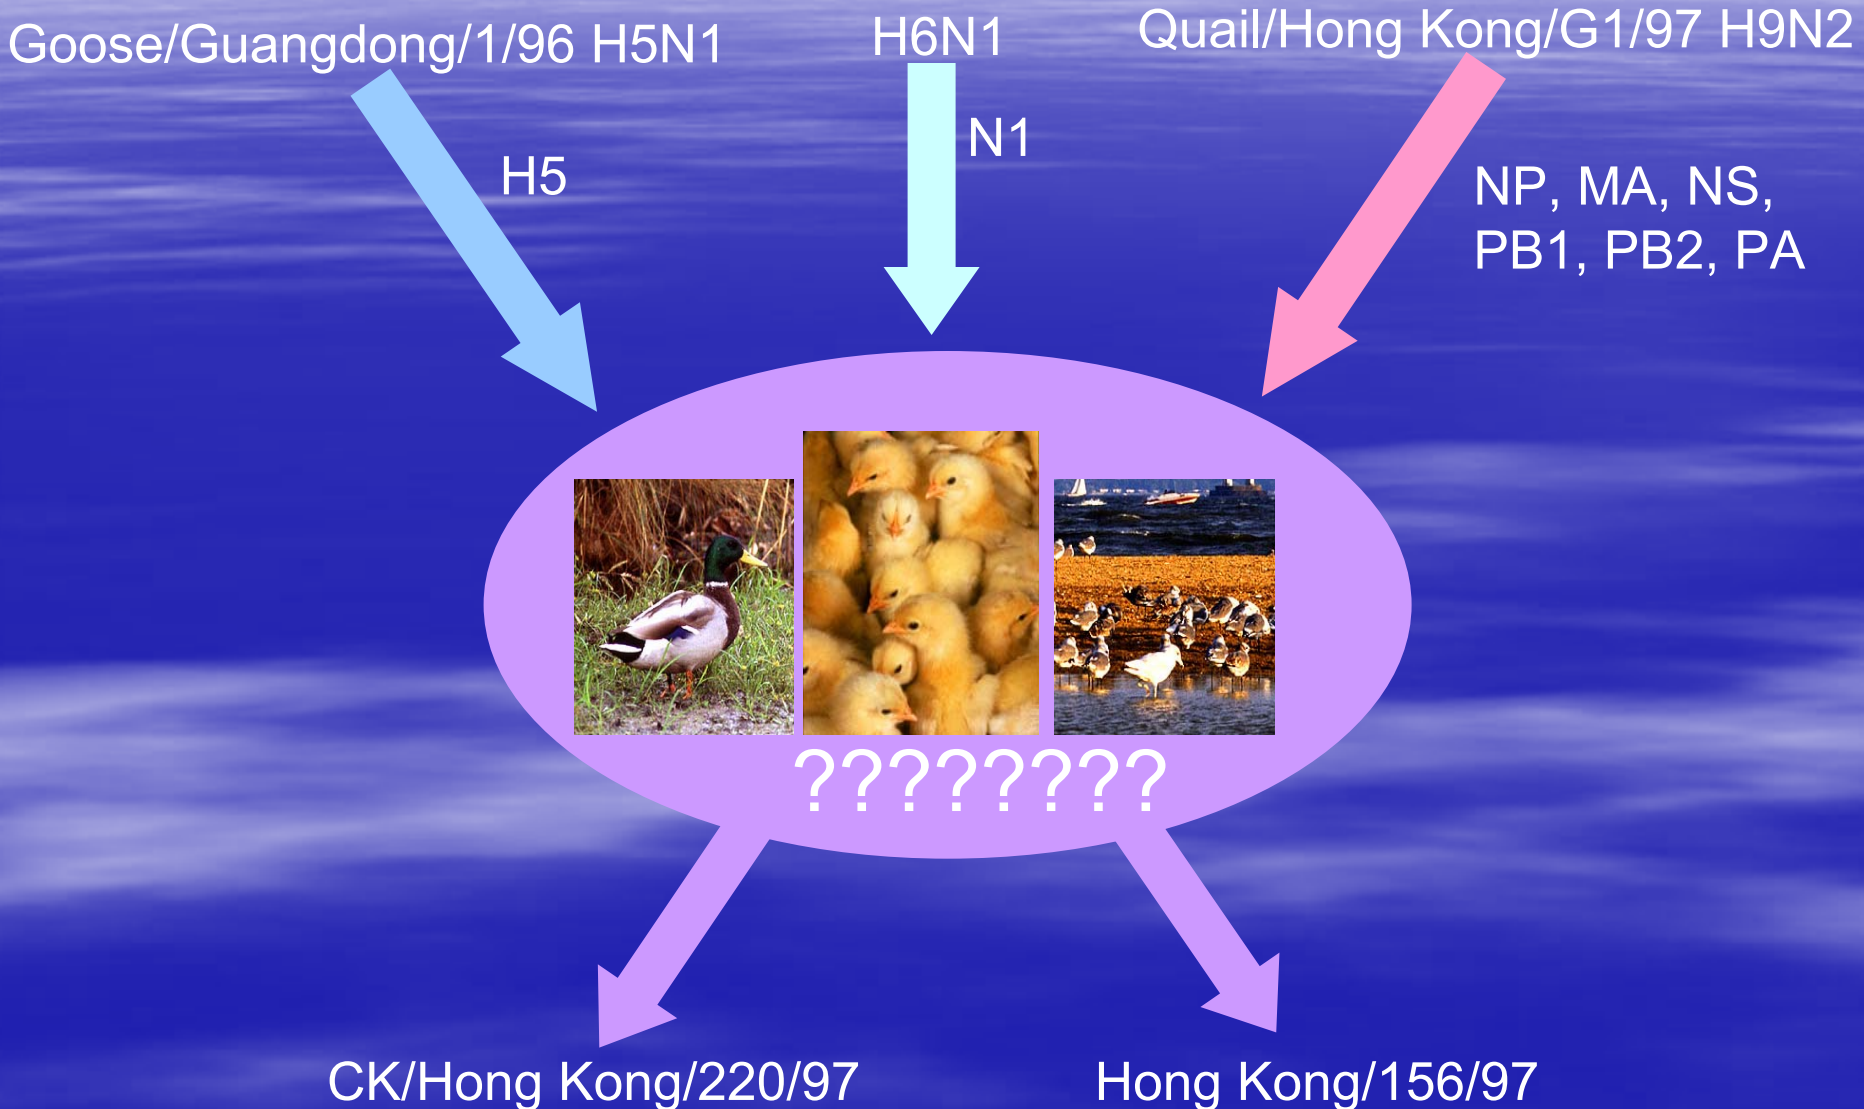 Goose/Guangdong/1/96 H5N1
H6N1
Quail/Hong Kong/G1/97 H9N2
H5
N1
NP, MA, NS,
PB1, PB2, PA
????????
CK/Hong Kong/220/97
Hong Kong/156/97